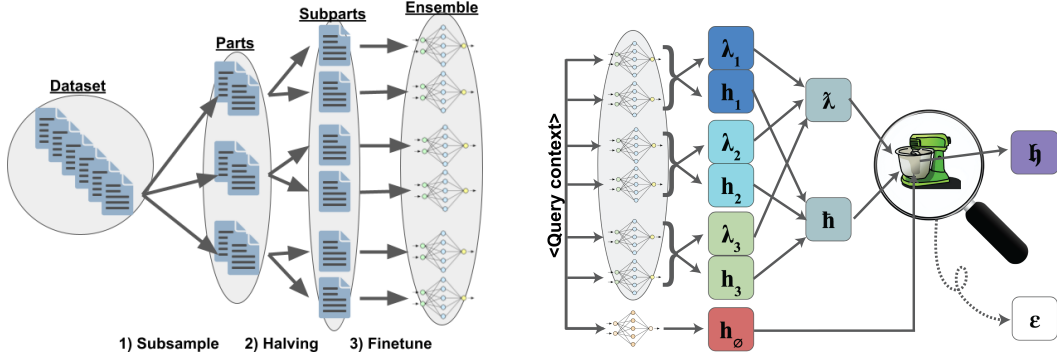 Dataset
Parts
Subparts
Ensemble
1) Subsample
2) Halving
3) Finetune
<Query context>
λ₁
h₁
λ₂
h₂
λ₃
h₃
h∅
λ̃
ħ
ɛ